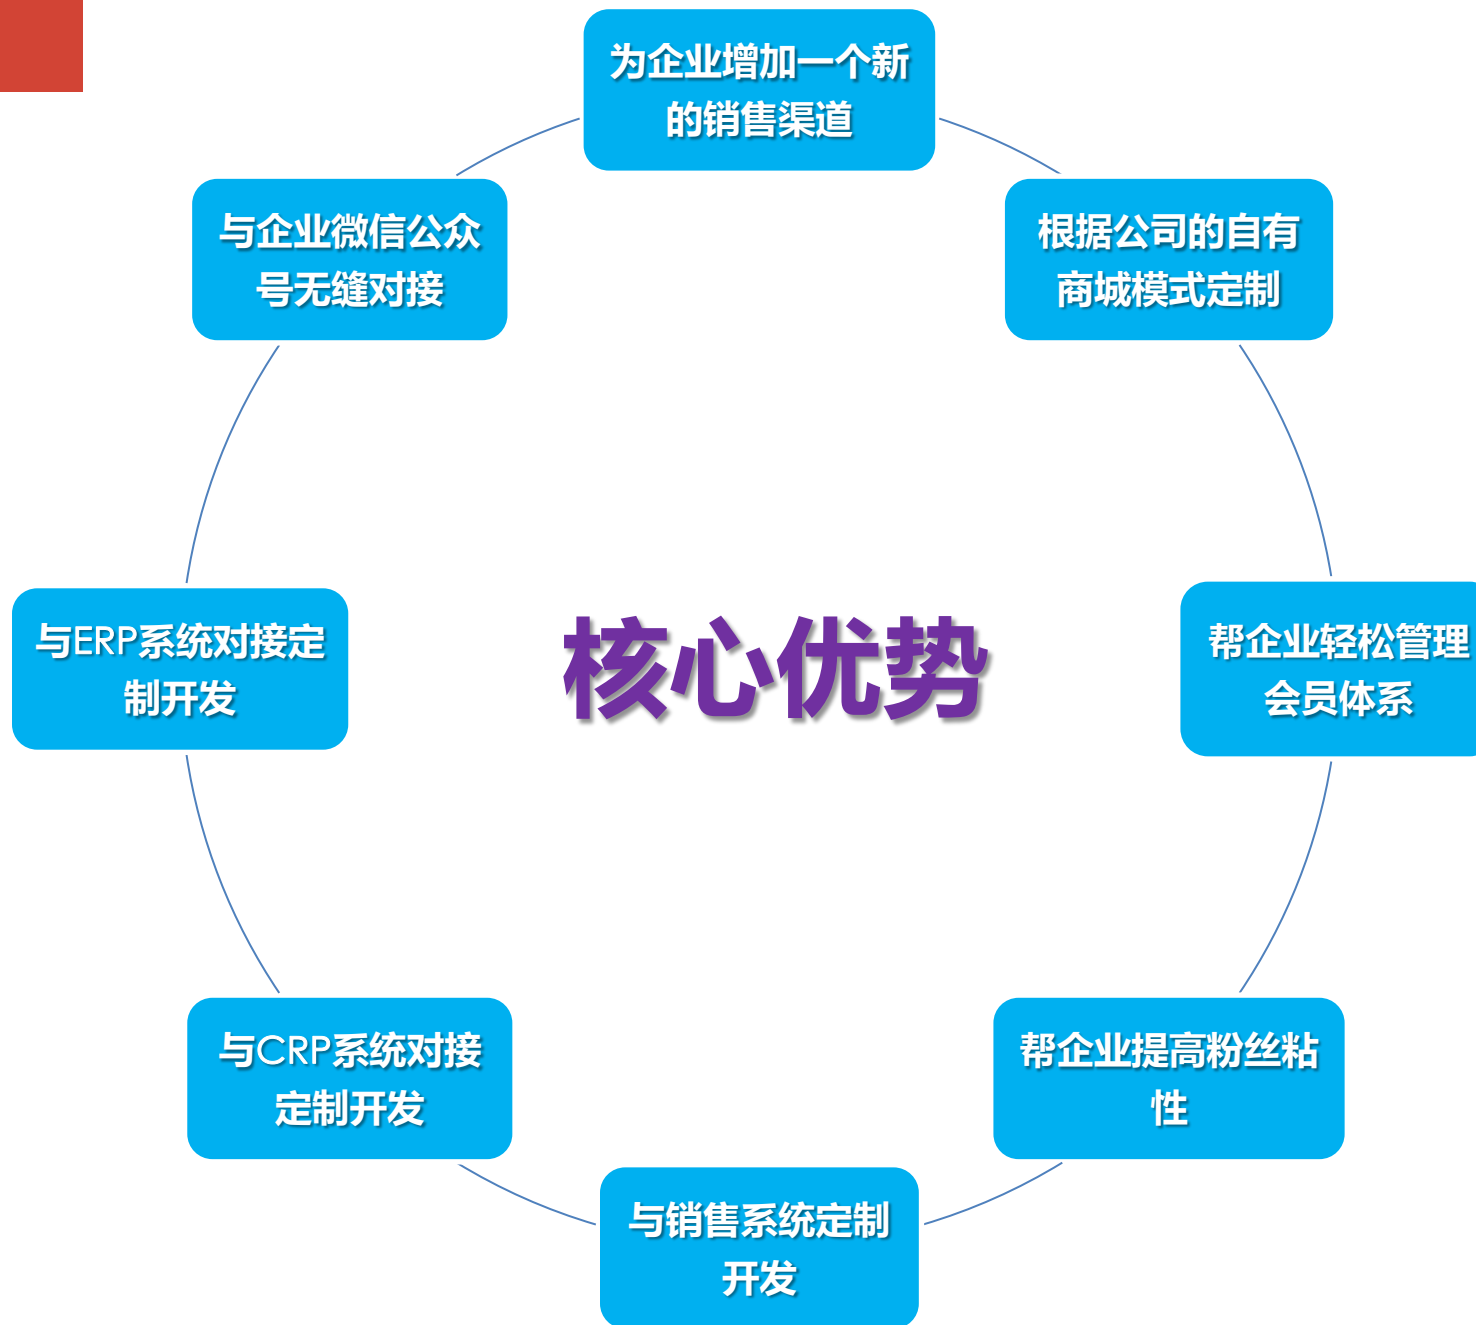 为企业增加一个新
的销售渠道
根据公司的自有
商城模式定制
帮企业轻松管理
会员体系
帮企业提高粉丝粘
性
与销售系统定制
开发
与CRP系统对接
定制开发
与ERP系统对接定
制开发
与企业微信公众
号无缝对接
核心优势